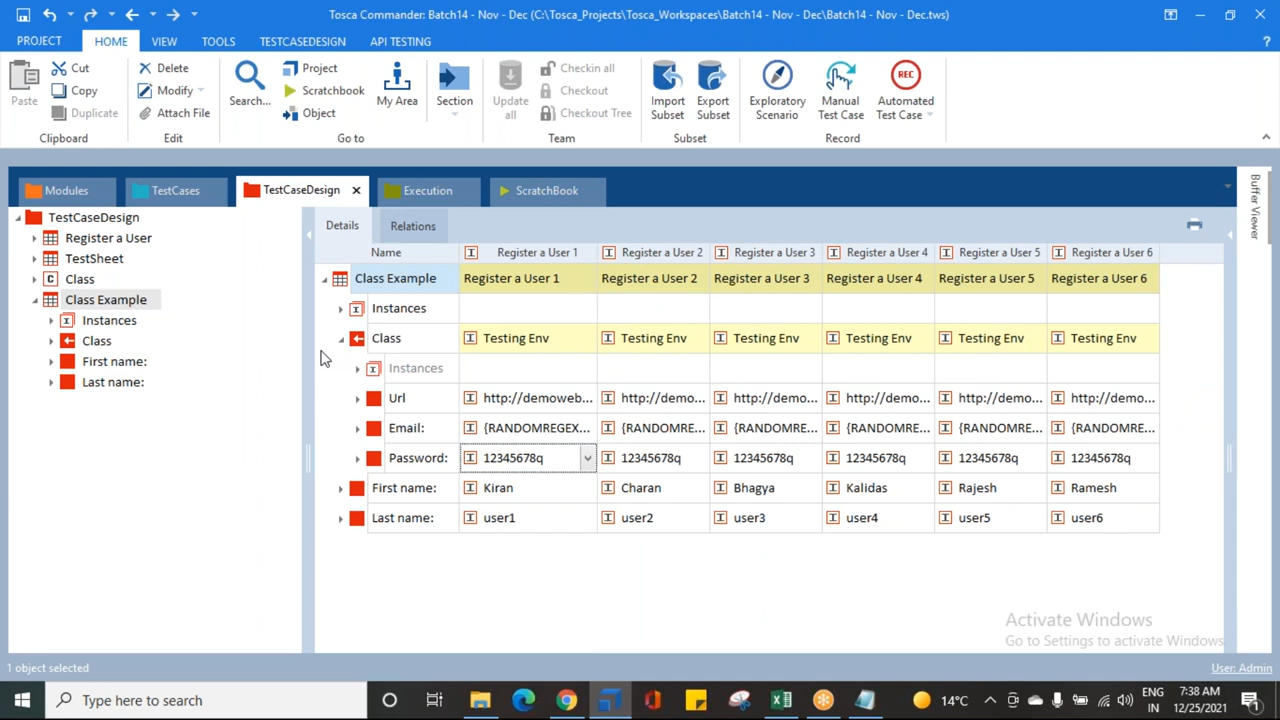 Tosca Commander: Batch14 - Nov - Dec (C:\Tosca_Projects\Tosca_Workspaces\Batch14 - Nov - Dec\Batch14 - Nov - Dec.tws)
PROJECT HOME VIEW TOOLS TESTCASEDESIGN API TESTING ?
Paste Cut Copy Duplicate
Delete Modify Attach File
Search... Project Scratchbook Object My Area Section
Update all Checkin all Checkout Checkout Tree
Import Subset Export Subset
Exploratory Scenario Manual Test Case REC Automated Test Case
Clipboard Edit Go to Team Subset Record
Modules TestCases TestCaseDesign Execution ScratchBook
Buffer Viewer
TestCaseDesign
Register a User
TestSheet
C Class
Class Example
I Instances
Class
First name:
Last name:
Details Relations
Name I Register a User 1 I Register a User 2 I Register a User 3 I Register a User 4 I Register a User 5 I Register a User 6
Class Example Register a User 1 Register a User 2 Register a User 3 Register a User 4 Register a User 5 Register a User 6
I Instances
Class I Testing Env I Testing Env I Testing Env I Testing Env I Testing Env I Testing Env
I Instances
Url I http://demoweb... I http://demo... I http://demo... I http://demo... I http://demo... I http://demo...
Email: I {RANDOMREGEX... I {RANDOMRE... I {RANDOMRE... I {RANDOMRE... I {RANDOMRE... I {RANDOMRE...
Password: I 12345678q I 12345678q I 12345678q I 12345678q I 12345678q I 12345678q
First name: I Kiran I Charan I Bhagya I Kalidas I Rajesh I Ramesh
Last name: I user1 I user2 I user3 I user4 I user5 I user6
Activate Windows
Go to Settings to activate Windows.
1 object selected User: Admin
Type here to search 14°C ENG IN 7:38 AM 12/25/2021 1